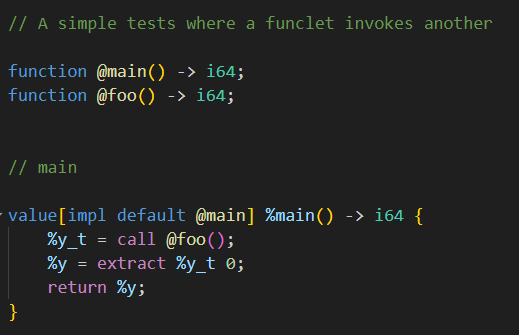 // A simple tests where a funclet invokes another
function @main() -> i64;
function @foo() -> i64;
// main
value[impl default @main] %main() -> i64 {
    %y_t = call @foo();
    %y = extract %y_t 0;
    return %y;
}